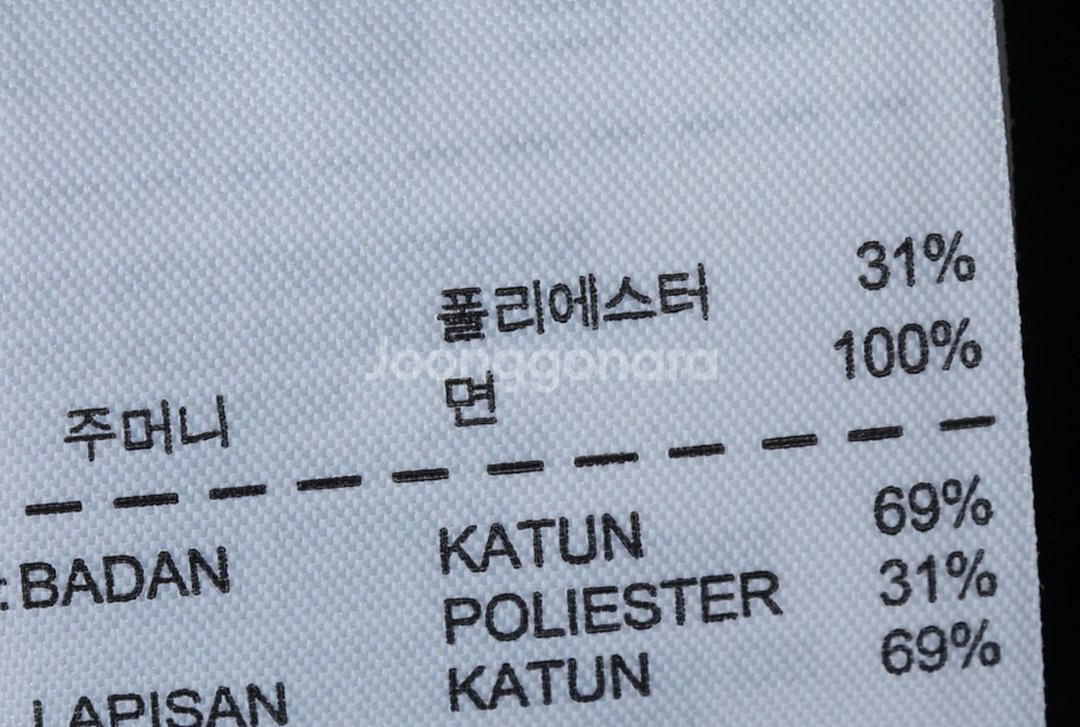 폴리에스터 31%
주머니 면 100%
: BADAN KATUN 69%
POLIESTER 31%
LAPISAN KATUN 69%
Joonggonara